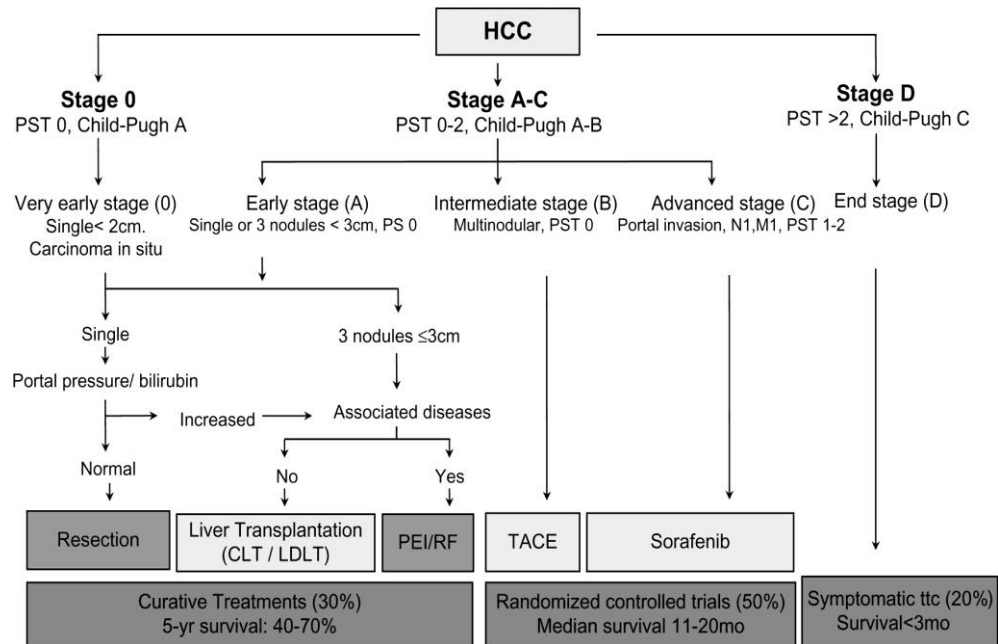 HCC
Stage 0
PST 0, Child-Pugh A
Stage A-C
PST 0-2, Child-Pugh A-B
Stage D
PST >2, Child-Pugh C
Very early stage (0)
Single< 2cm.
Carcinoma in situ
Early stage (A)
Single or 3 nodules < 3cm, PS 0
Intermediate stage (B)
Multinodular, PST 0
Advanced stage (C)
Portal invasion, N1,M1, PST 1-2
End stage (D)
Single
3 nodules ≤3cm
Portal pressure/ bilirubin
Increased
Associated diseases
Normal
No
Yes
Resection
Liver Transplantation
(CLT / LDLT)
PEI/RF
TACE
Sorafenib
Curative Treatments (30%)
5-yr survival: 40-70%
Randomized controlled trials (50%)
Median survival 11-20mo
Symptomatic ttc (20%)
Survival<3mo